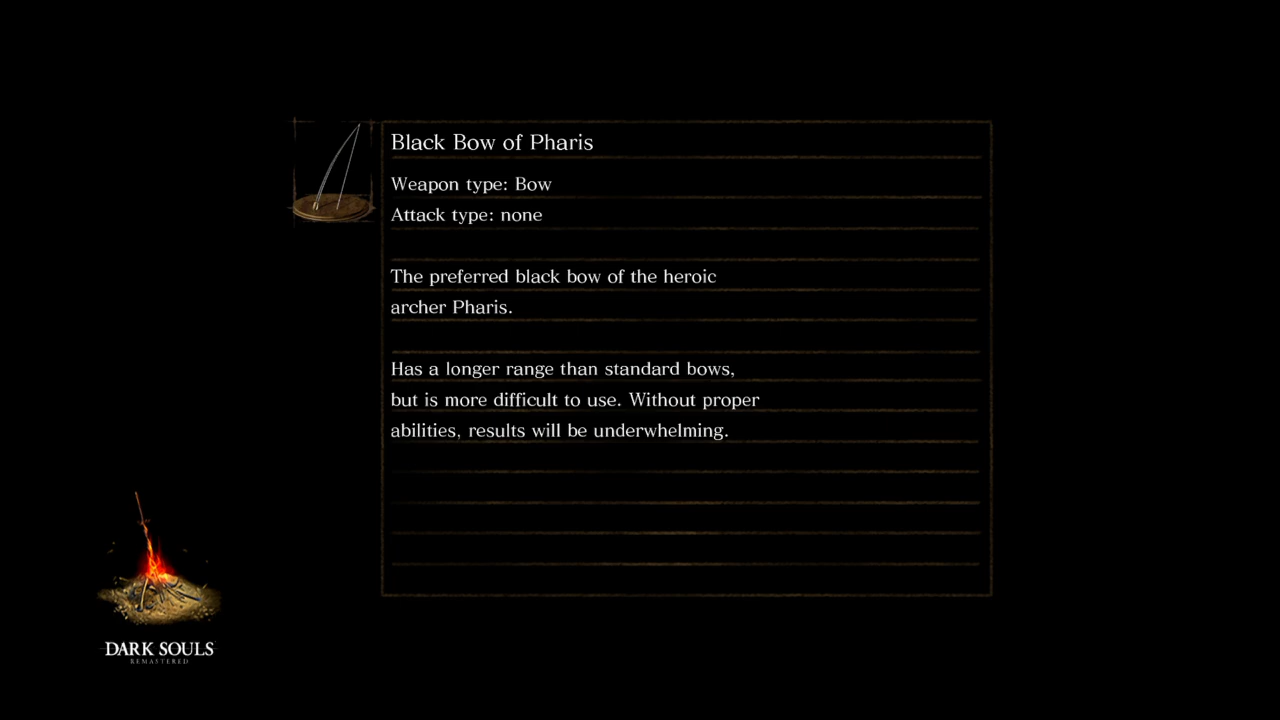 Black Bow of Pharis
Weapon type: Bow
Attack type: none
The preferred black bow of the heroic
archer Pharis.
Has a longer range than standard bows,
but is more difficult to use. Without proper
abilities, results will be underwhelming.
DARK SOULS
REMASTERED